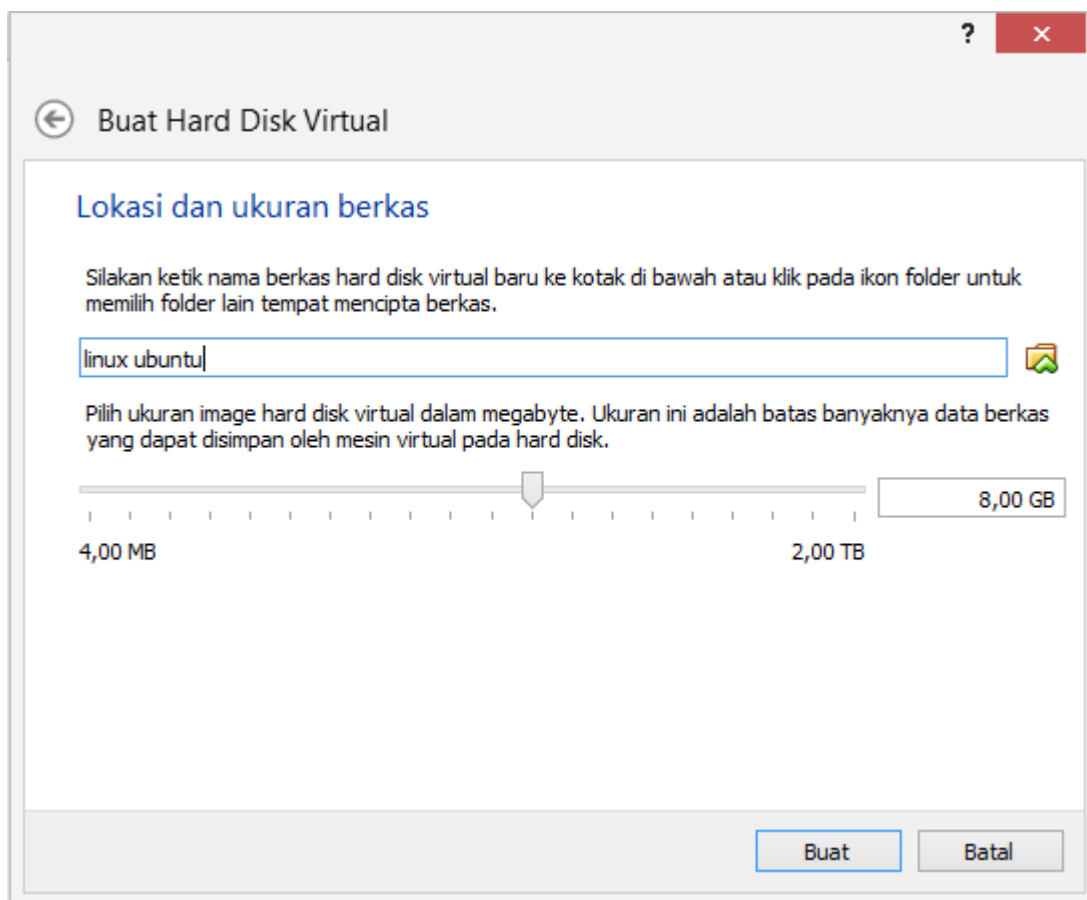 ?
Buat Hard Disk Virtual
Lokasi dan ukuran berkas
Silakan ketik nama berkas hard disk virtual baru ke kotak di bawah atau klik pada ikon folder untuk
memilih folder lain tempat mencipta berkas.
linux ubuntu
Pilih ukuran image hard disk virtual dalam megabyte. Ukuran ini adalah batas banyaknya data berkas
yang dapat disimpan oleh mesin virtual pada hard disk.
8,00 GB
4,00 MB 2,00 TB
Buat Batal